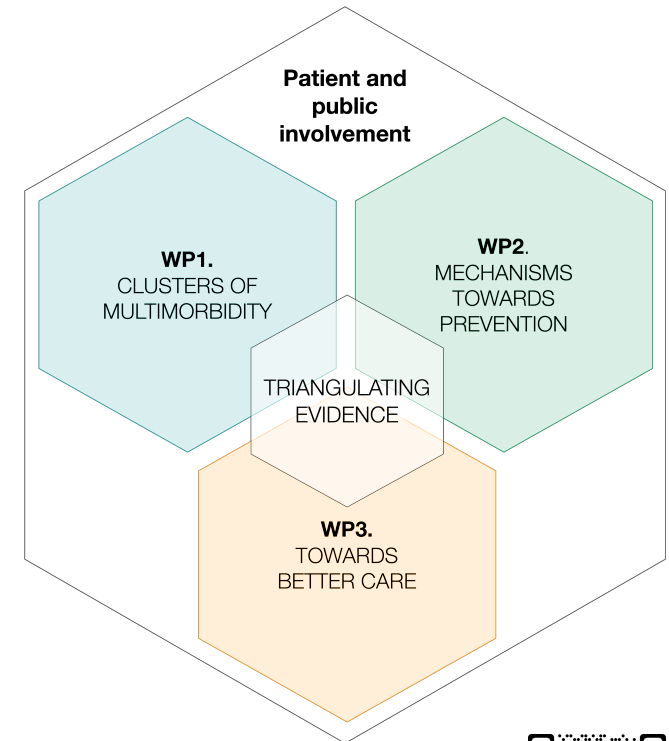 Patient and
public
involvement
WP1.
CLUSTERS OF
MULTIMORBIDITY
WP2.
MECHANISMS
TOWARDS
PREVENTION
TRIANGULATING
EVIDENCE
WP3.
TOWARDS
BETTER CARE